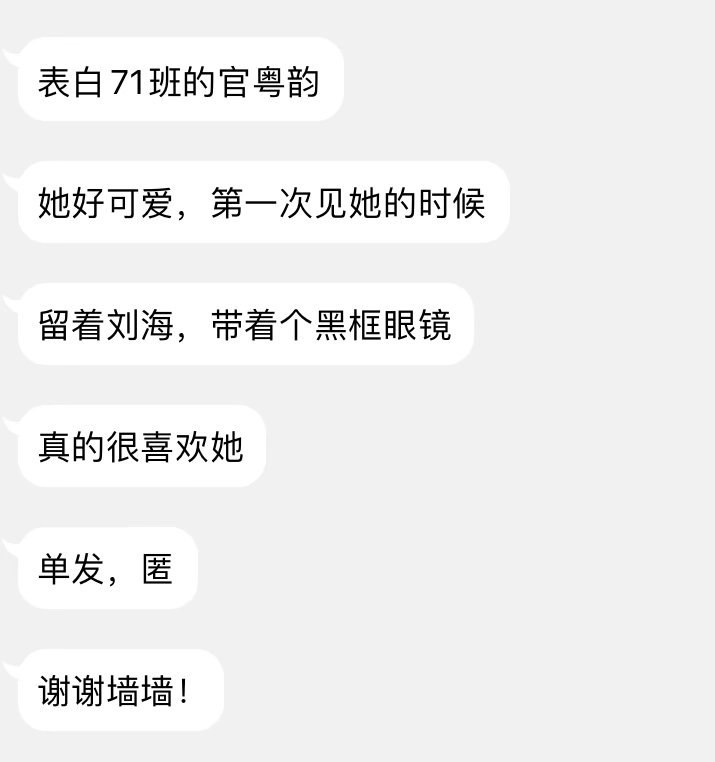 表白71班的官粤韵
她好可爱，第一次见她的时候
留着刘海，带着个黑框眼镜
真的很喜欢她
单发，匿
谢谢墙墙！